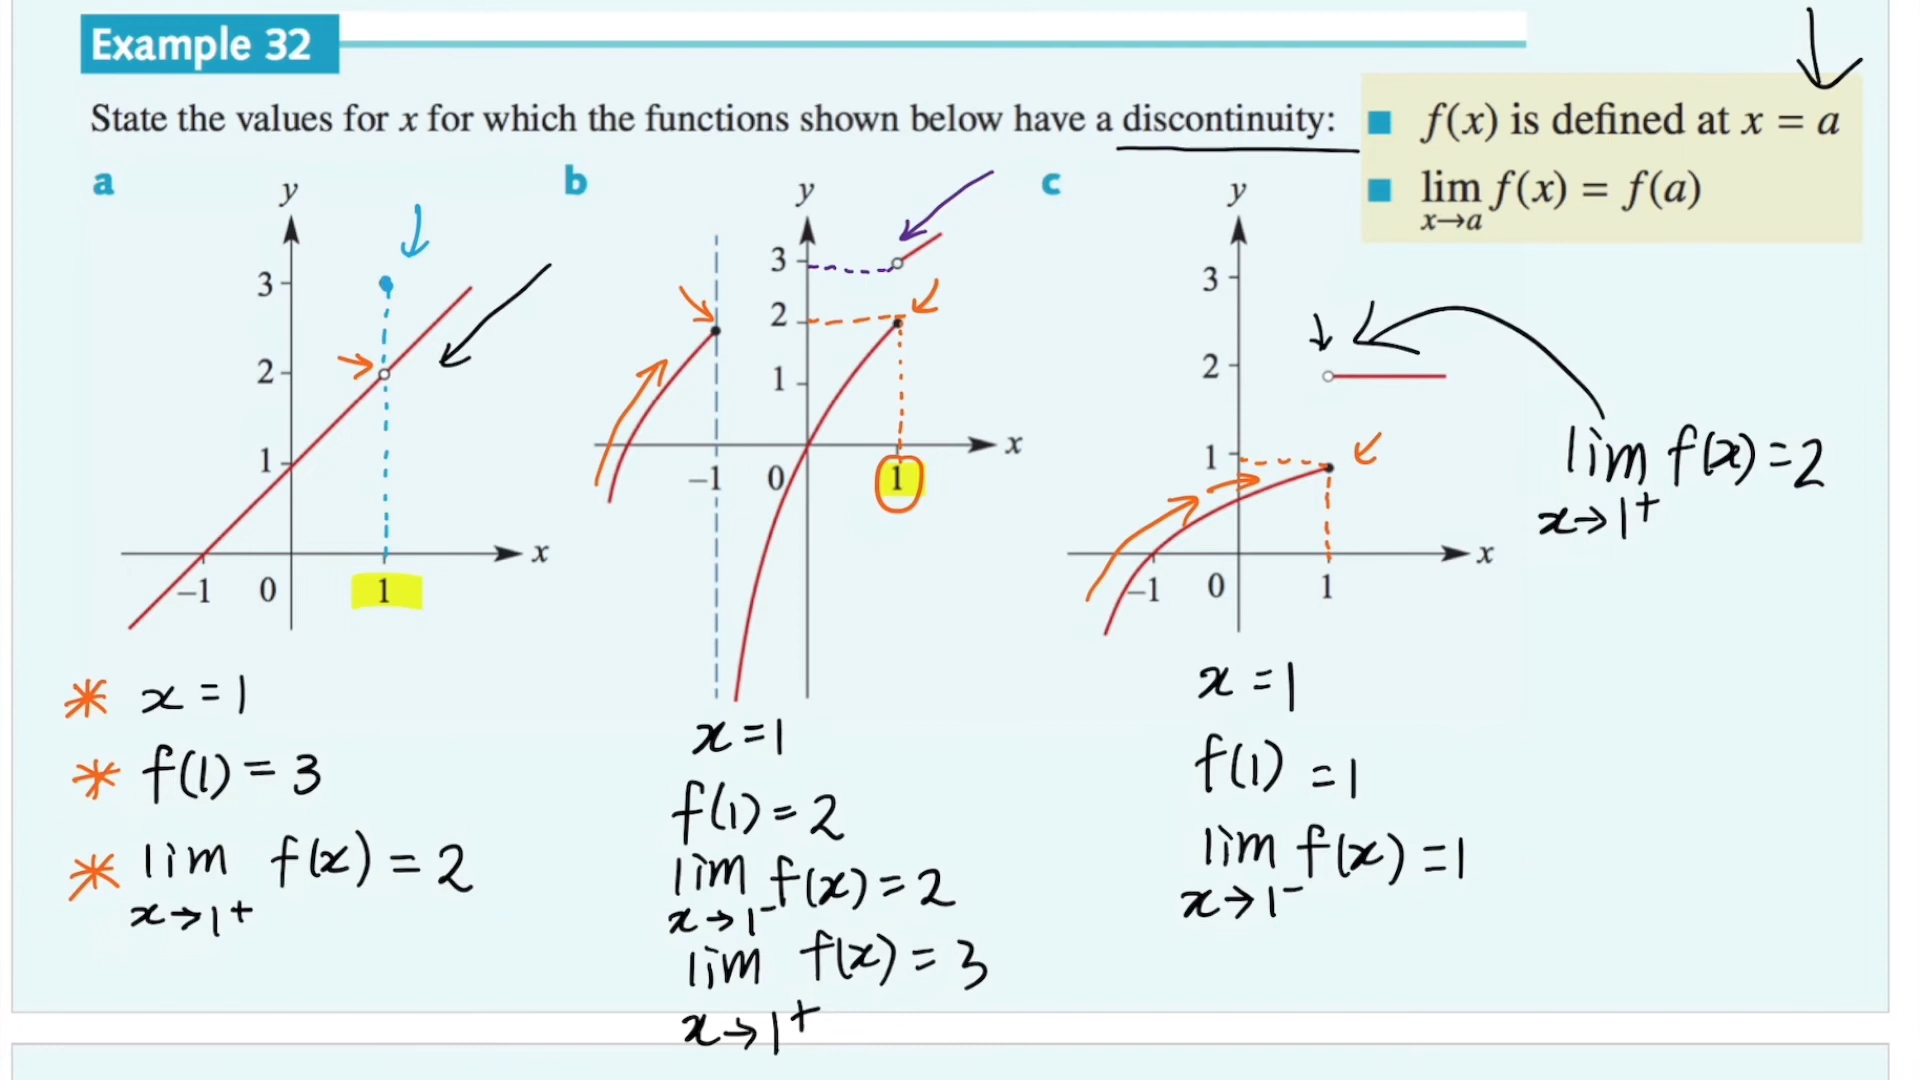 Example 32
State the values for x for which the functions shown below have a discontinuity:
■ f(x) is defined at x = a
■ lim f(x) = f(a)
x→a
a
y
3
2
1
–1
0
1
x
b
y
3
2
1
–1
0
1
x
c
y
3
2
1
–1
0
1
x
lim f(x) = 2
x→1⁺
* x = 1
* f(1) = 3
* lim f(x) = 2
x→1⁺
x = 1
f(1) = 2
lim f(x) = 2
x→1⁻
lim f(x) = 3
x→1⁺
x = 1
f(1) = 1
lim f(x) = 1
x→1⁻